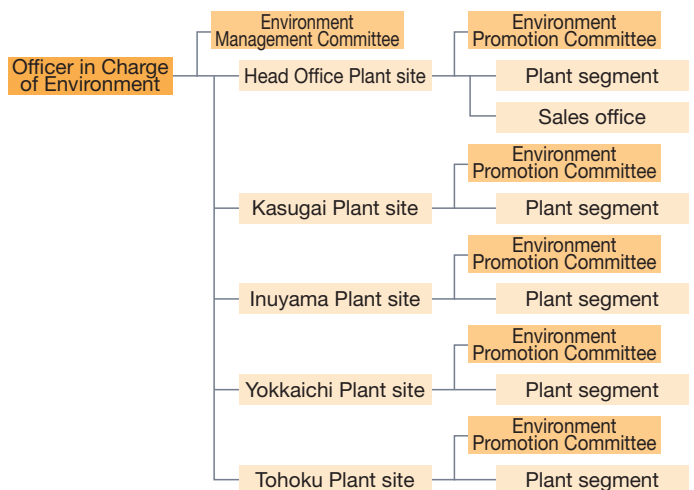 Officer in Charge
of Environment
Environment
Management Committee
Head Office Plant site
Environment
Promotion Committee
Plant segment
Sales office
Kasugai Plant site
Environment
Promotion Committee
Plant segment
Inuyama Plant site
Environment
Promotion Committee
Plant segment
Yokkaichi Plant site
Environment
Promotion Committee
Plant segment
Tohoku Plant site
Environment
Promotion Committee
Plant segment